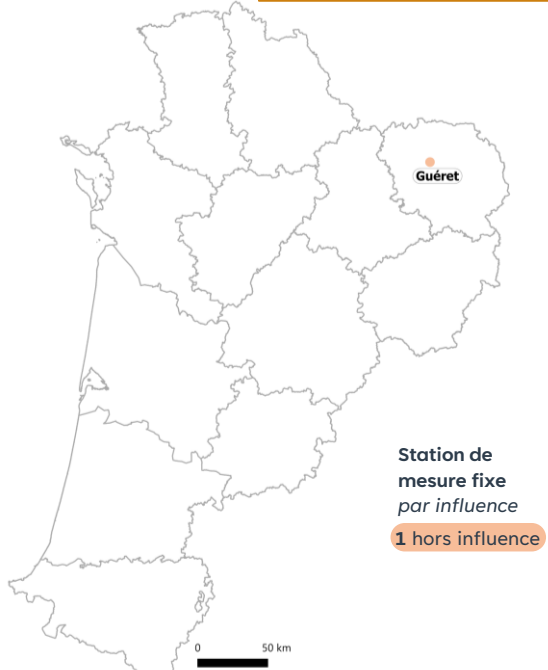 Guéret
Station de
mesure fixe
par influence
1 hors influence
0 50 km